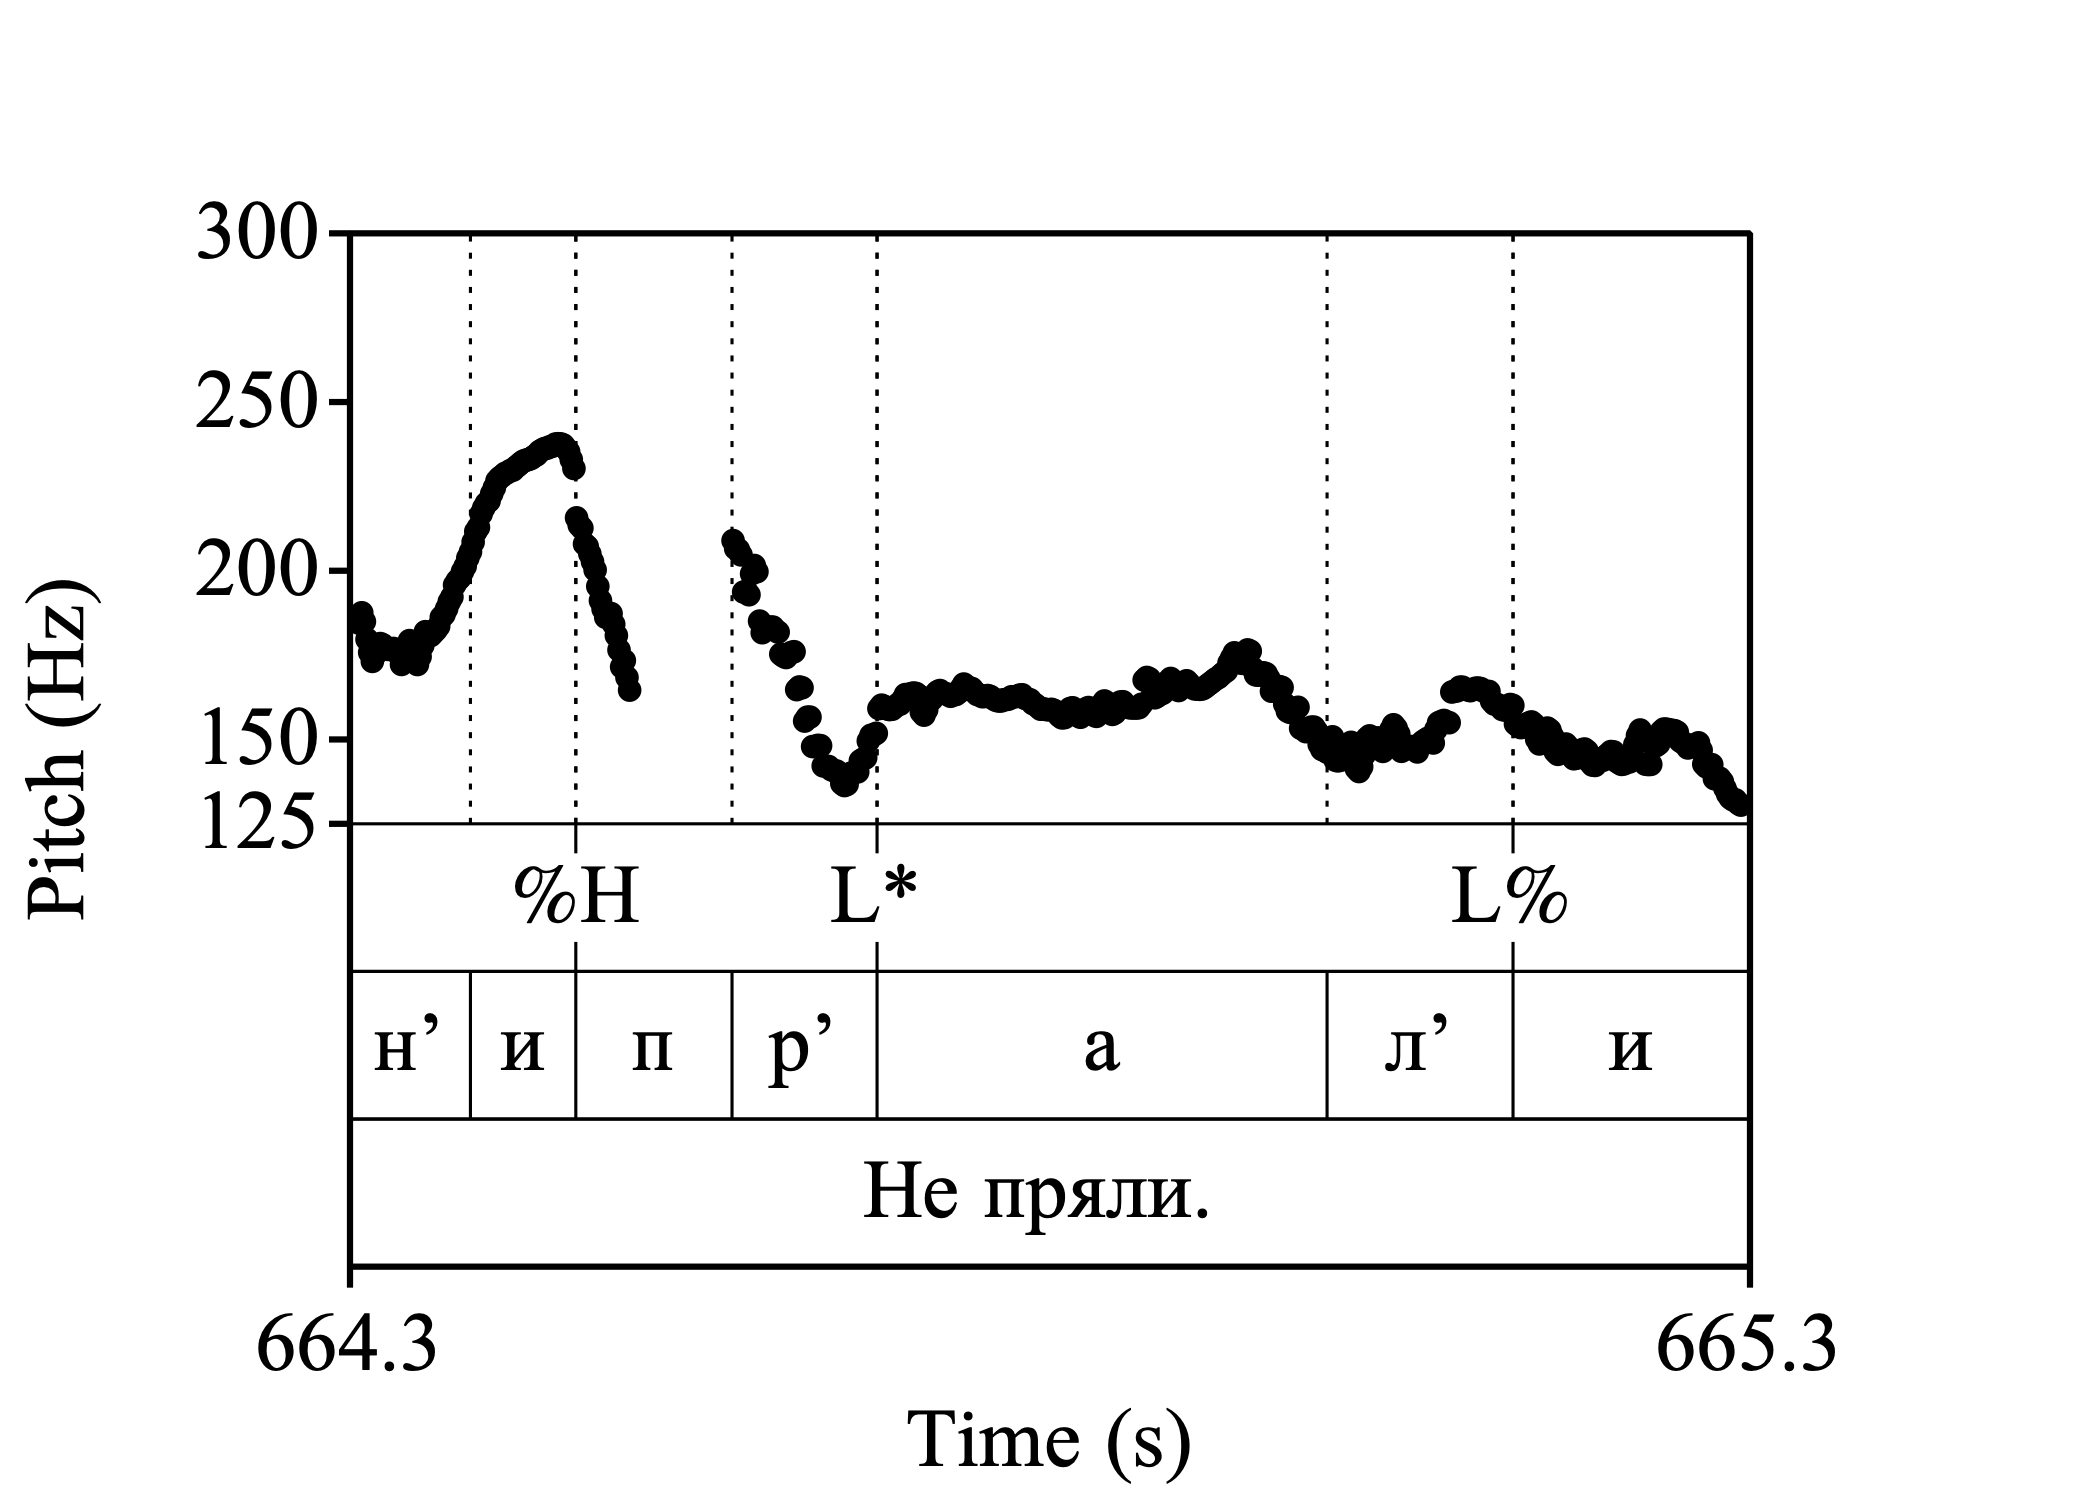 300
250
200
150
125
Pitch (Hz)
%H L* L%
н’ и п р’ а л’ и
Не пряли.
664.3 665.3
Time (s)